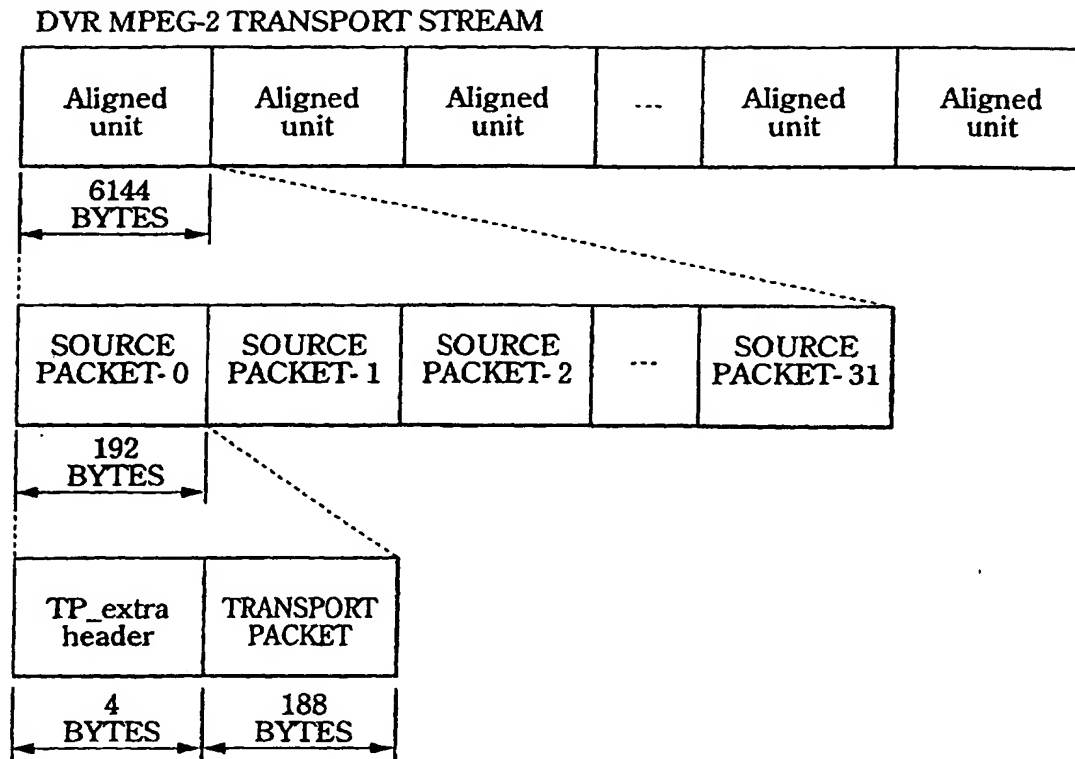 DVR MPEG-2 TRANSPORT STREAM
Aligned unit Aligned unit Aligned unit --- Aligned unit Aligned unit
6144 BYTES
SOURCE PACKET-0 SOURCE PACKET-1 SOURCE PACKET-2 --- SOURCE PACKET-31
192 BYTES
TP_extra header TRANSPORT PACKET
4 BYTES 188 BYTES